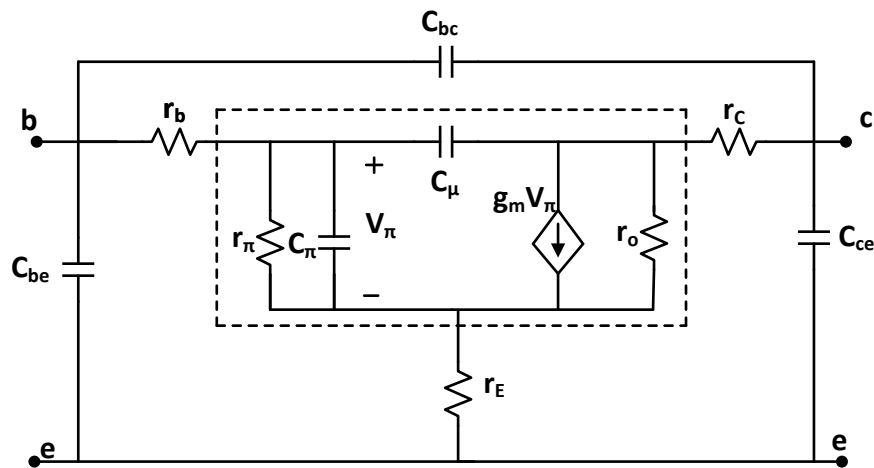 C_bc
r_b
r_C
b
c
+
C_μ
g_mV_π
r_π
C_π
V_π
r_o
C_be
C_ce
−
r_E
e
e